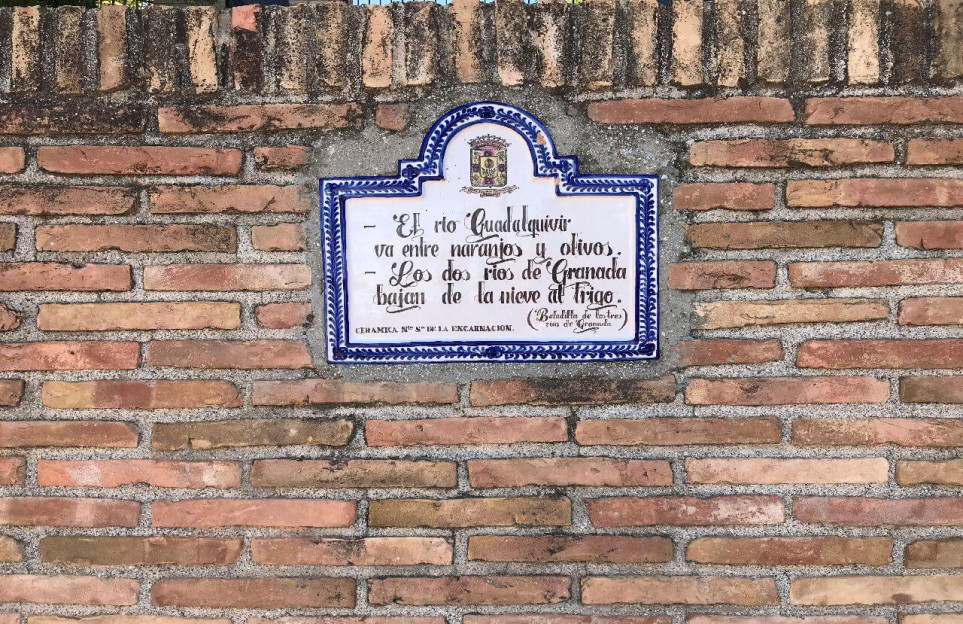 - El río Guadalquivir
va entre naranjos y olivos.
- Los dos ríos de Granada
bajan de la nieve al trigo.
(Baladilla de los tres
ríos de Granada)
CERAMICA Nª Sª DE LA ENCARNACION.